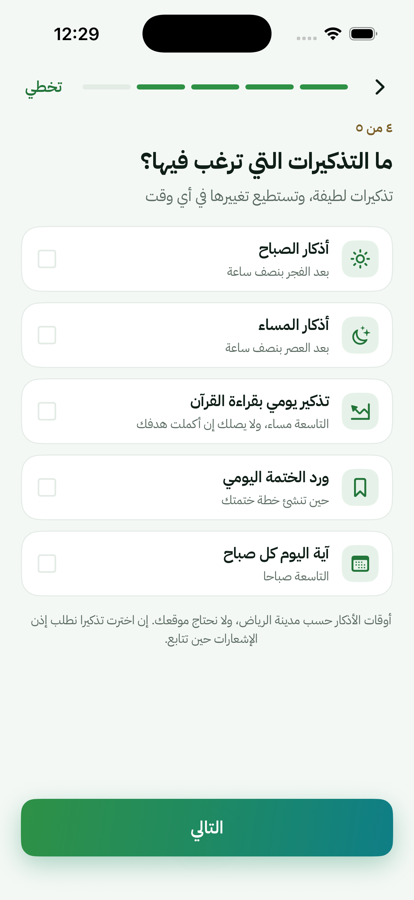 12:29
تخطي
٤ من ٥
ما التذكيرات التي ترغب فيها؟
تذكيرات لطيفة، وتستطيع تغييرها في أي وقت
أذكار الصباح
بعد الفجر بنصف ساعة
أذكار المساء
بعد العصر بنصف ساعة
تذكير يومي بقراءة القرآن
التاسعة مساء، ولا يصلك إن أكملت هدفك
ورد الختمة اليومي
حين تنشئ خطة ختمتك
آية اليوم كل صباح
التاسعة صباحا
أوقات الأذكار حسب مدينة الرياض، ولا نحتاج موقعك. إن اخترت تذكيرا نطلب إذن
الإشعارات حين تتابع.
التالي